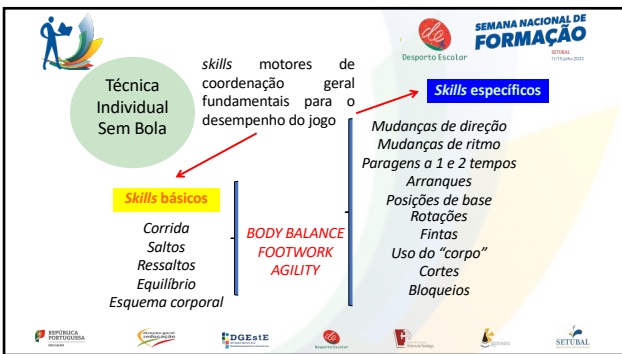 SEMANA NACIONAL DE
FORMAÇÃO
SETÚBAL
Desporto Escolar
Técnica
Individual
Sem Bola
skills motores de
coordenação geral
fundamentais para o
desempenho do jogo
Skills específicos
Mudanças de direção
Mudanças de ritmo
Paragens a 1 e 2 tempos
Arranques
Posições de base
Rotações
Fintas
Uso do “corpo”
Cortes
Bloqueios
Skills básicos
Corrida
Saltos
Ressaltos
Equilíbrio
Esquema corporal
BODY BALANCE
FOOTWORK
AGILITY
REPÚBLICA
PORTUGUESA
EDUCAÇÃO
DGEstE
Desporto Escolar
SETÚBAL